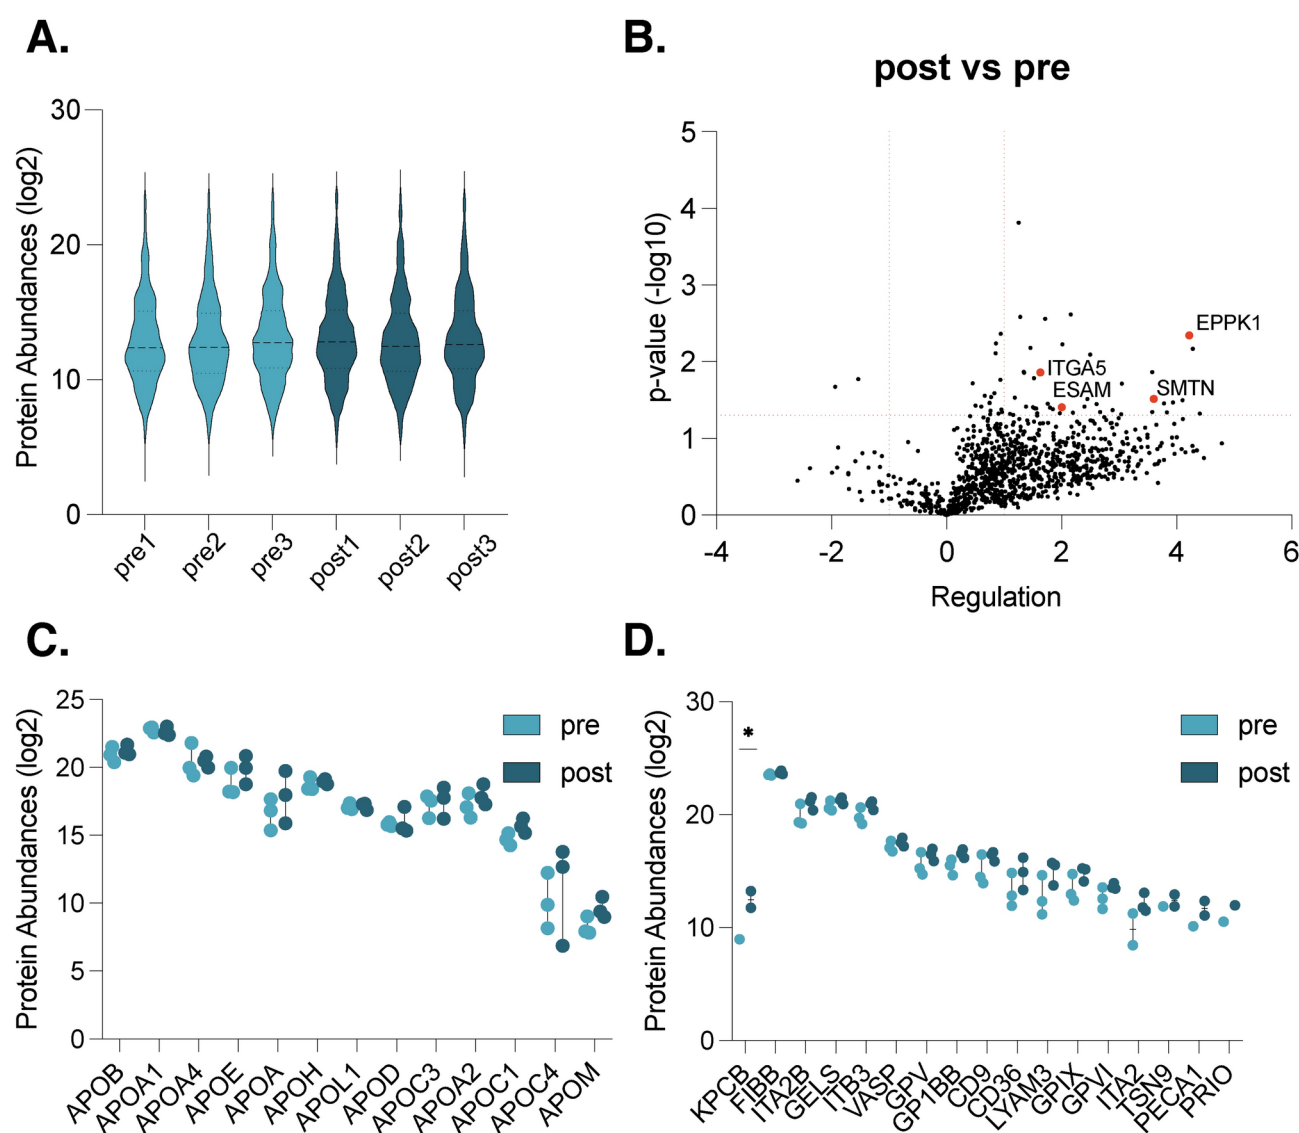 A.
Protein Abundances (log2)
30
20
10
0
pre1
pre2
pre3
post1
post2
post3
B.
post vs pre
p-value (-log10)
5
4
3
2
1
0
EPPK1
ITGA5
ESAM
SMTN
-4
-2
0
2
4
6
Regulation
C.
Protein Abundances (log2)
25
20
15
10
5
0
pre
post
APOB
APOA1
APOA4
APOE
APOA
APOH
APOL1
APOD
APOC3
APOA2
APOC1
APOC4
APOM
D.
Protein Abundances (log2)
30
20
10
0
*
pre
post
KPCB
FIBB
ITA2B
GELS
ITB3
VASP
GPV
GP1BB
CD9
CD36
LYAM3
GPIX
GPVI
ITA2
TSN9
PECA1
PRIO